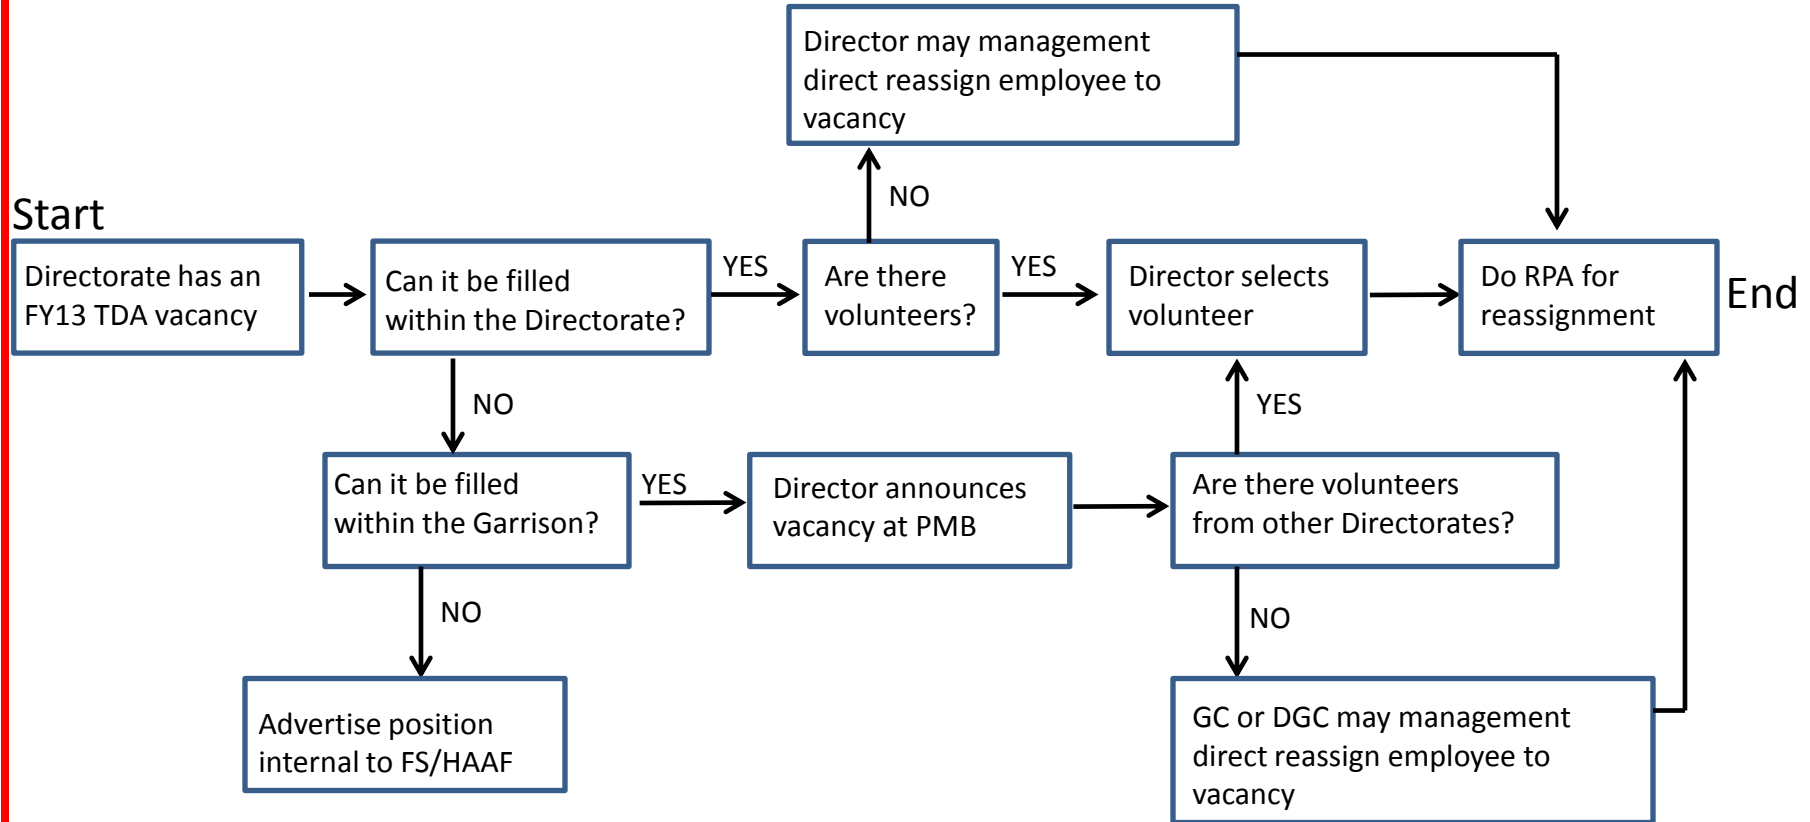 Director may management
direct reassign employee to
vacancy
NO
Start
Directorate has an
FY13 TDA vacancy
Can it be filled
within the Directorate?
YES
Are there
volunteers?
YES
Director selects
volunteer
Do RPA for
reassignment
End
NO
YES
Can it be filled
within the Garrison?
YES
Director announces
vacancy at PMB
Are there volunteers
from other Directorates?
NO
NO
Advertise position
internal to FS/HAAF
GC or DGC may management
direct reassign employee to
vacancy